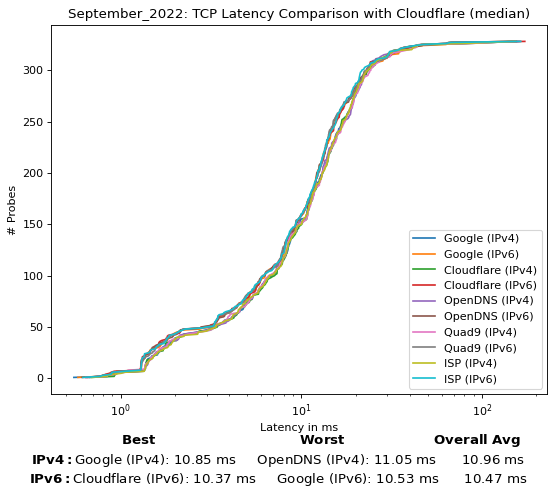 September_2022: TCP Latency Comparison with Cloudflare (median)
# Probes
300
250
200
150
100
50
0
10⁰
10¹
10²
Latency in ms
Google (IPv4)
Google (IPv6)
Cloudflare (IPv4)
Cloudflare (IPv6)
OpenDNS (IPv4)
OpenDNS (IPv6)
Quad9 (IPv4)
Quad9 (IPv6)
ISP (IPv4)
ISP (IPv6)
Best Worst Overall Avg
IPv4: Google (IPv4): 10.85 ms OpenDNS (IPv4): 11.05 ms 10.96 ms
IPv6: Cloudflare (IPv6): 10.37 ms Google (IPv6): 10.53 ms 10.47 ms